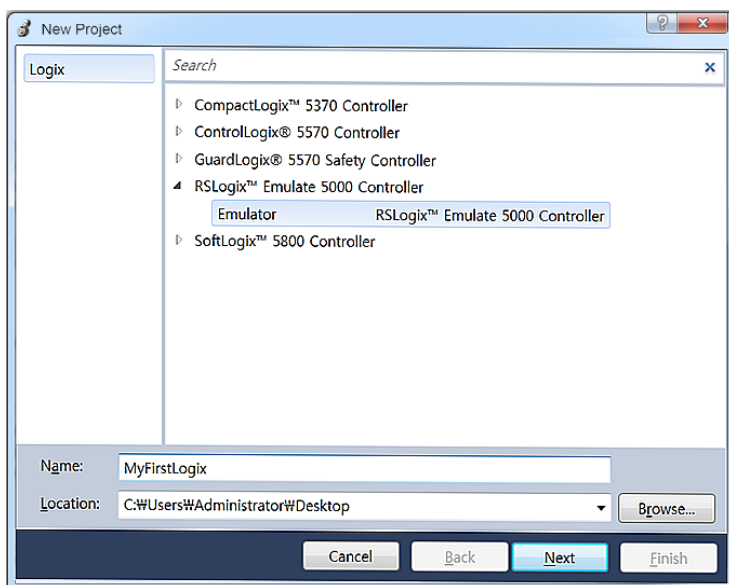 New Project
Logix
Search
CompactLogix™ 5370 Controller
ControlLogix® 5570 Controller
GuardLogix® 5570 Safety Controller
RSLogix™ Emulate 5000 Controller
Emulator RSLogix™ Emulate 5000 Controller
SoftLogix™ 5800 Controller
Name: MyFirstLogix
Location: C:₩Users₩Administrator₩Desktop
Browse...
Cancel Back Next Finish